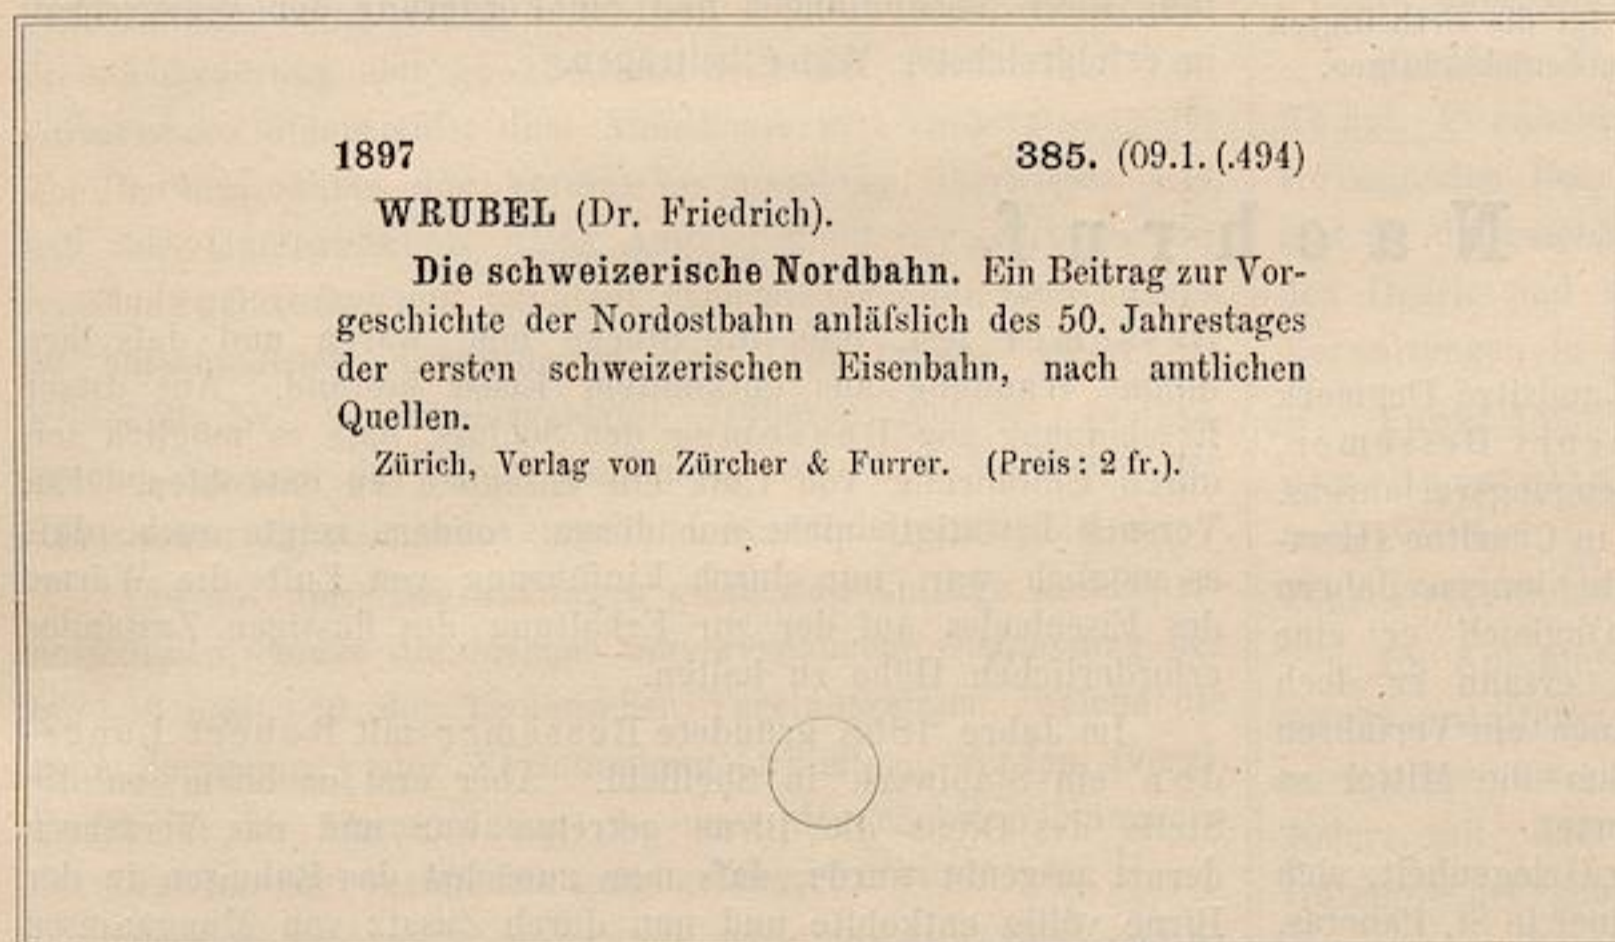 1897 385. (09.1. (.494)
WRUBEL (Dr. Friedrich).
Die schweizerische Nordbahn. Ein Beitrag zur Vor-
geschichte der Nordostbahn anläſslich des 50. Jahrestages
der ersten schweizerischen Eisenbahn, nach amtlichen
Quellen.
Zürich, Verlag von Zürcher & Furrer. (Preis: 2 fr.).